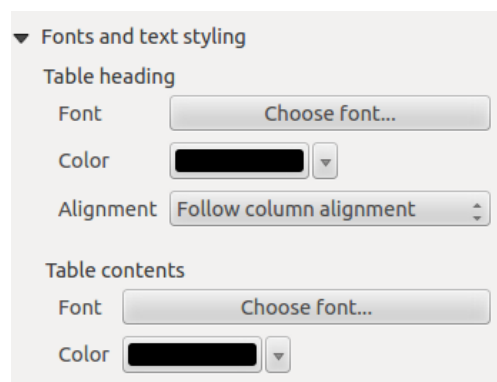 Fonts and text styling
Table heading
Font Choose font...
Color
Alignment Follow column alignment
Table contents
Font Choose font...
Color